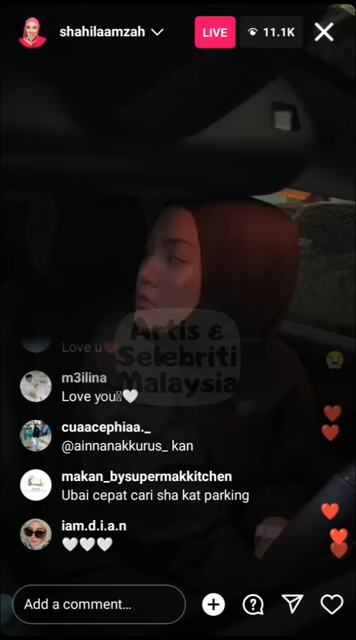 shahilaamzah
LIVE
11.1K
Artis &
Selebriti
Malaysia
Love u
m3ilina
Love you
cuaacephiaa._
@ainnanakkurus_ kan
makan_bysupermakkitchen
Ubai cepat cari sha kat parking
iam.d.i.a.n
Add a comment...